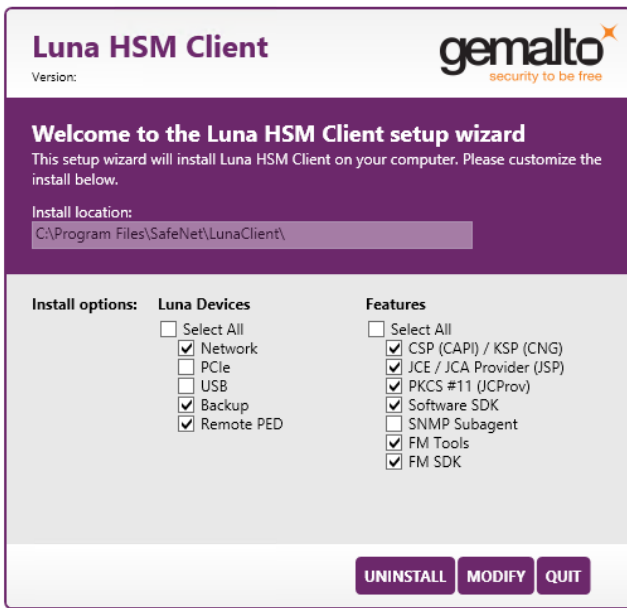 Luna HSM Client
Version:
gemalto
security to be free
Welcome to the Luna HSM Client setup wizard
This setup wizard will install Luna HSM Client on your computer. Please customize the
install below.
Install location:
C:\Program Files\SafeNet\LunaClient\
Install options:
Luna Devices
Select All
Network
PCIe
USB
Backup
Remote PED
Features
Select All
CSP (CAPI) / KSP (CNG)
JCE / JCA Provider (JSP)
PKCS #11 (JCProv)
Software SDK
SNMP Subagent
FM Tools
FM SDK
UNINSTALL
MODIFY
QUIT